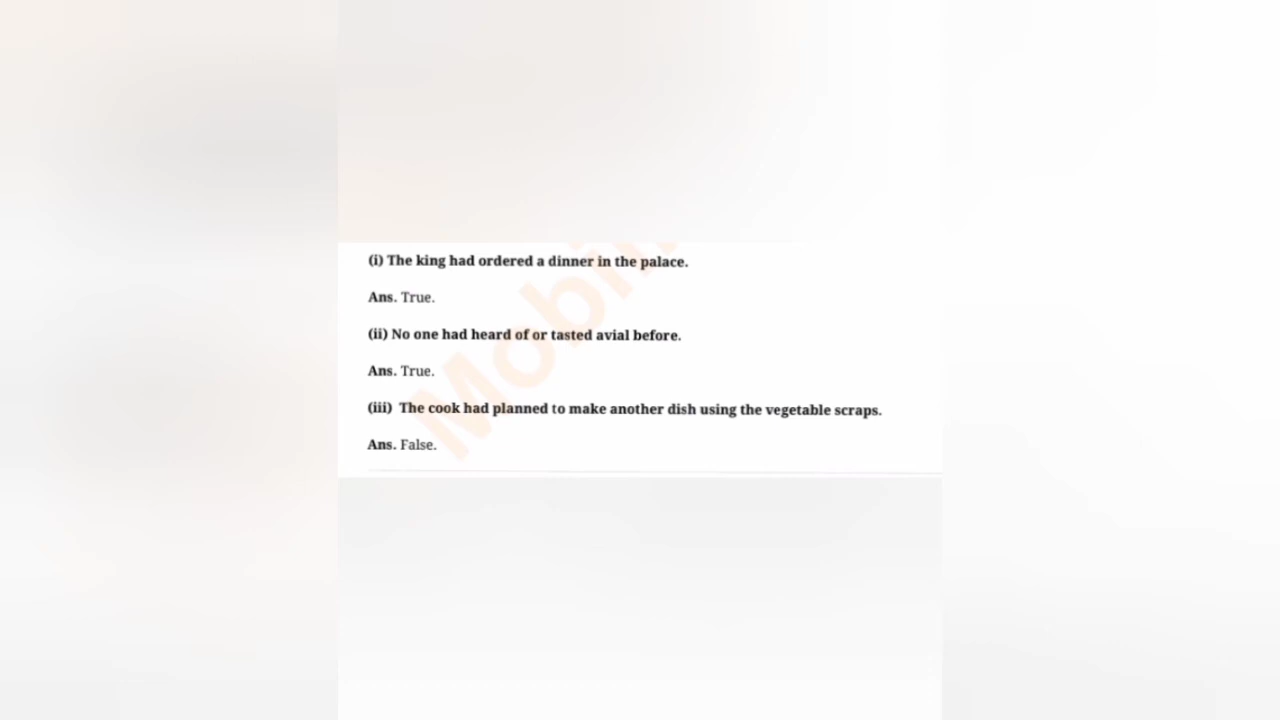 (i) The king had ordered a dinner in the palace.
Ans. True.
(ii) No one had heard of or tasted avial before.
Ans. True.
(iii) The cook had planned to make another dish using the vegetable scraps.
Ans. False.